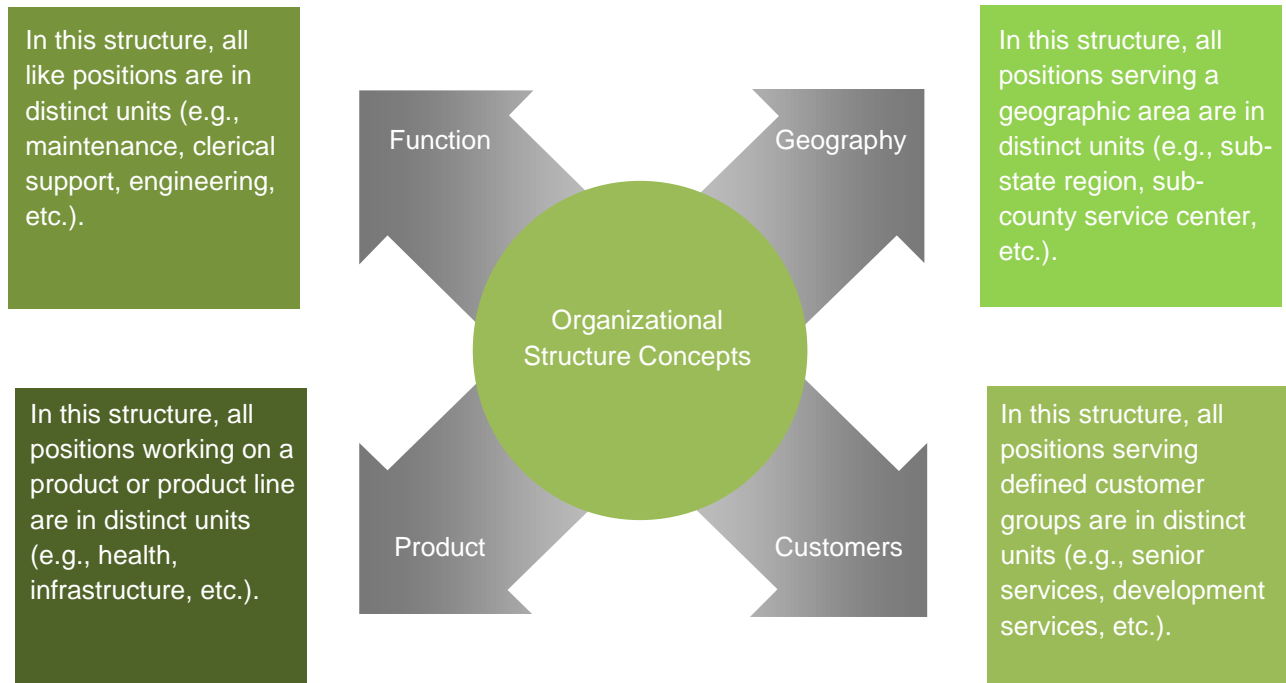 In this structure, all
like positions are in
distinct units (e.g.,
maintenance, clerical
support, engineering,
etc.).
Function
Geography
In this structure, all
positions serving a
geographic area are in
distinct units (e.g., sub-
state region, sub-
county service center,
etc.).
Organizational
Structure Concepts
In this structure, all
positions working on a
product or product line
are in distinct units
(e.g., health,
infrastructure, etc.).
Product
Customers
In this structure, all
positions serving
defined customer
groups are in distinct
units (e.g., senior
services, development
services, etc.).